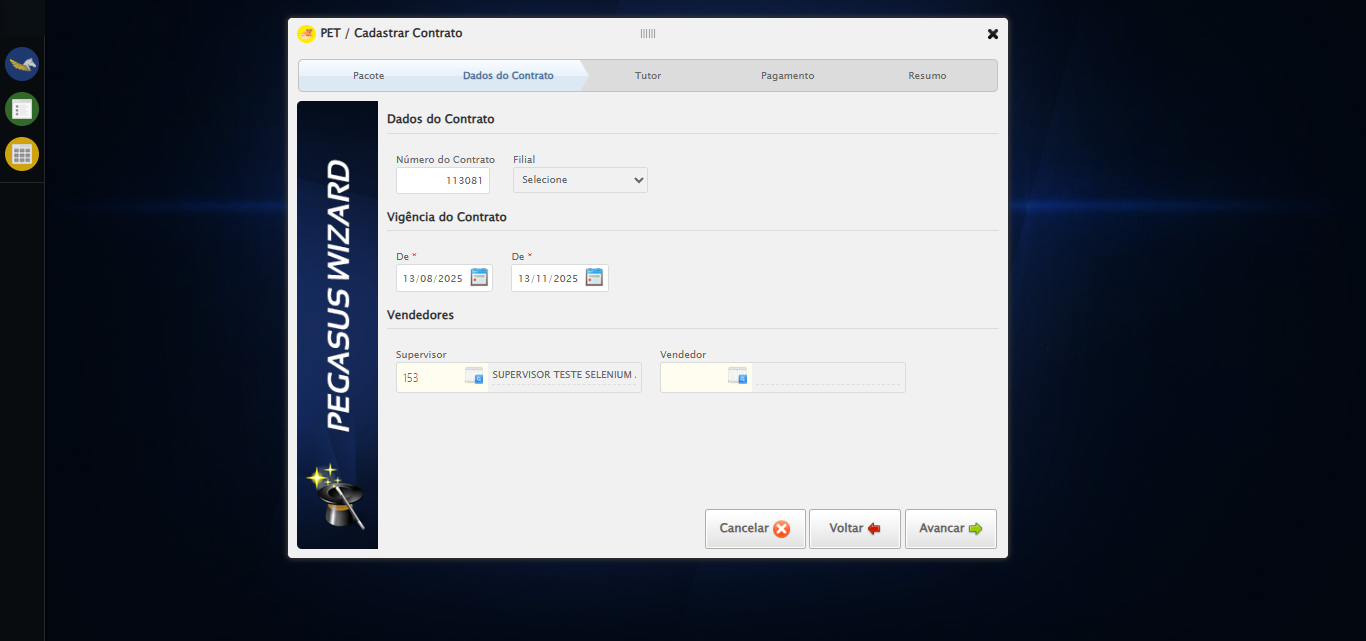 PET / Cadastrar Contrato
Pacote Dados do Contrato Tutor Pagamento Resumo
PEGASUS WIZARD
Dados do Contrato
Número do Contrato Filial
113081 Selecione
Vigência do Contrato
De * De *
13/08/2025 13/11/2025
Vendedores
Supervisor Vendedor
153 SUPERVISOR TESTE SELENIUM
Cancelar Voltar Avancar